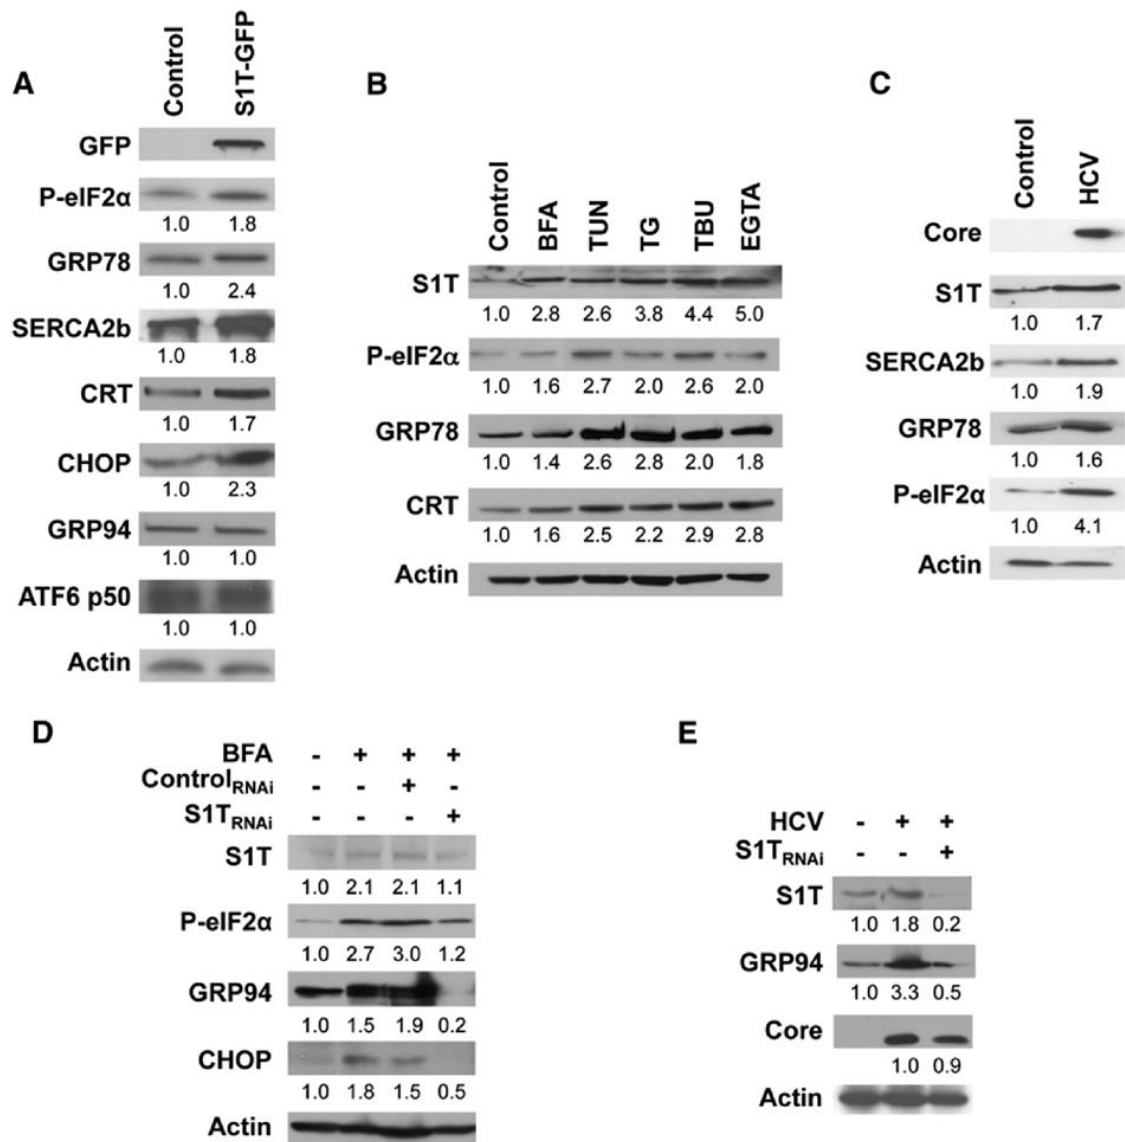 A
Control
S1T-GFP
GFP
P-eIF2α
1.0 1.8
GRP78
1.0 2.4
SERCA2b
1.0 1.8
CRT
1.0 1.7
CHOP
1.0 2.3
GRP94
1.0 1.0
ATF6 p50
1.0 1.0
Actin
B
Control
BFA
TUN
TG
TBU
EGTA
S1T
1.0 2.8 2.6 3.8 4.4 5.0
P-eIF2α
1.0 1.6 2.7 2.0 2.6 2.0
GRP78
1.0 1.4 2.6 2.8 2.0 1.8
CRT
1.0 1.6 2.5 2.2 2.9 2.8
Actin
C
Control
HCV
Core
S1T
1.0 1.7
SERCA2b
1.0 1.9
GRP78
1.0 1.6
P-eIF2α
1.0 4.1
Actin
D
BFA - + + +
ControlRNAi - - + -
S1TRNAi - - - +
S1T
1.0 2.1 2.1 1.1
P-eIF2α
1.0 2.7 3.0 1.2
GRP94
1.0 1.5 1.9 0.2
CHOP
1.0 1.8 1.5 0.5
Actin
E
HCV - + +
S1TRNAi - - +
S1T
1.0 1.8 0.2
GRP94
1.0 3.3 0.5
Core
1.0 0.9
Actin